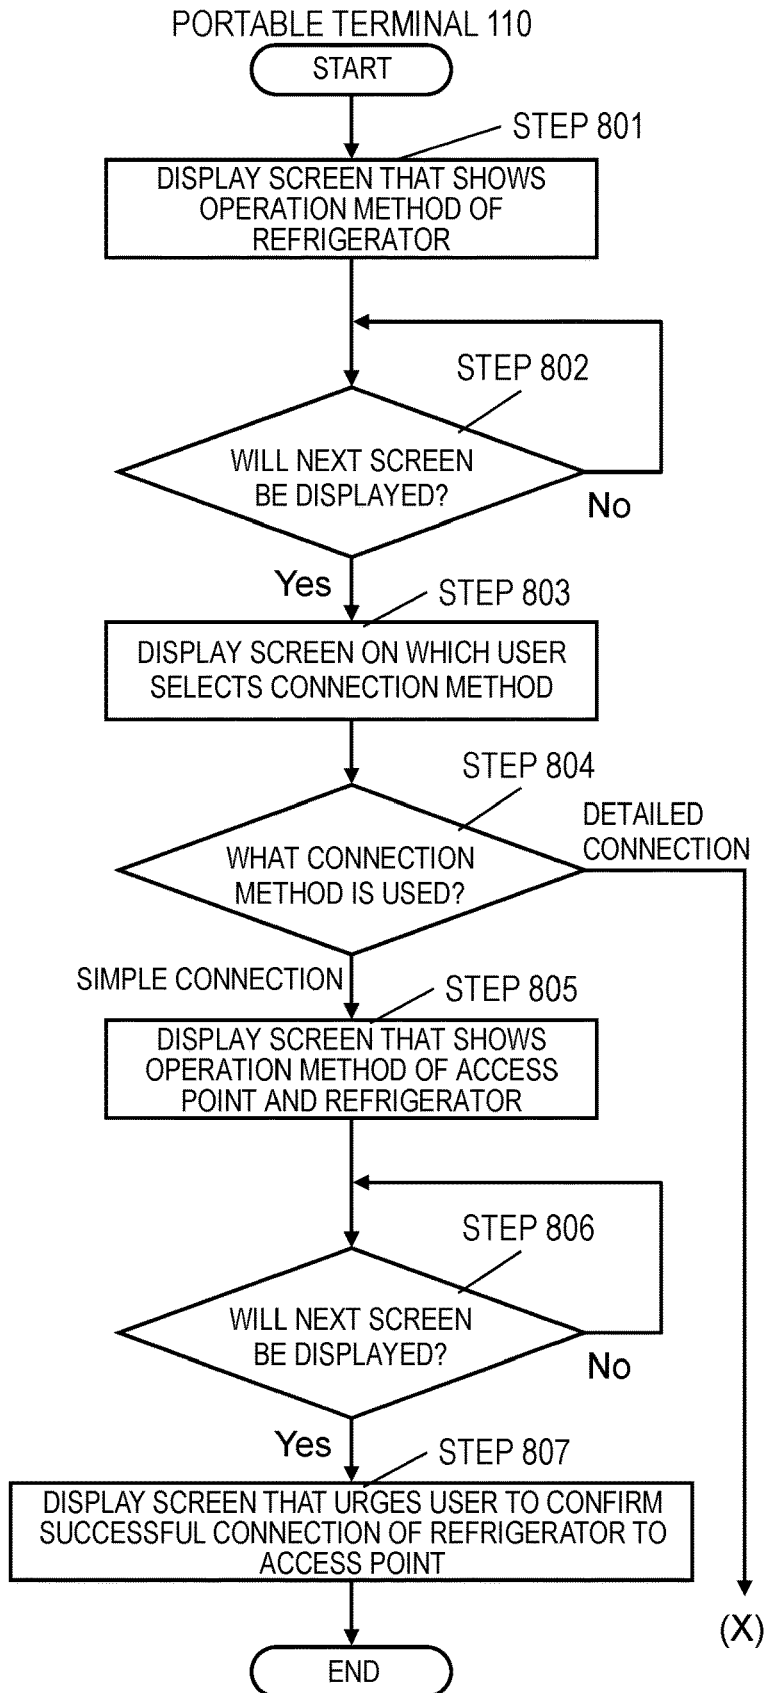 PORTABLE TERMINAL 110
START
STEP 801
DISPLAY SCREEN THAT SHOWS
OPERATION METHOD OF
REFRIGERATOR
STEP 802
WILL NEXT SCREEN
BE DISPLAYED?
No
Yes
STEP 803
DISPLAY SCREEN ON WHICH USER
SELECTS CONNECTION METHOD
STEP 804
DETAILED
CONNECTION
WHAT CONNECTION
METHOD IS USED?
SIMPLE CONNECTION
STEP 805
DISPLAY SCREEN THAT SHOWS
OPERATION METHOD OF ACCESS
POINT AND REFRIGERATOR
STEP 806
WILL NEXT SCREEN
BE DISPLAYED?
No
Yes
STEP 807
DISPLAY SCREEN THAT URGES USER TO CONFIRM
SUCCESSFUL CONNECTION OF REFRIGERATOR TO
ACCESS POINT
(X)
END